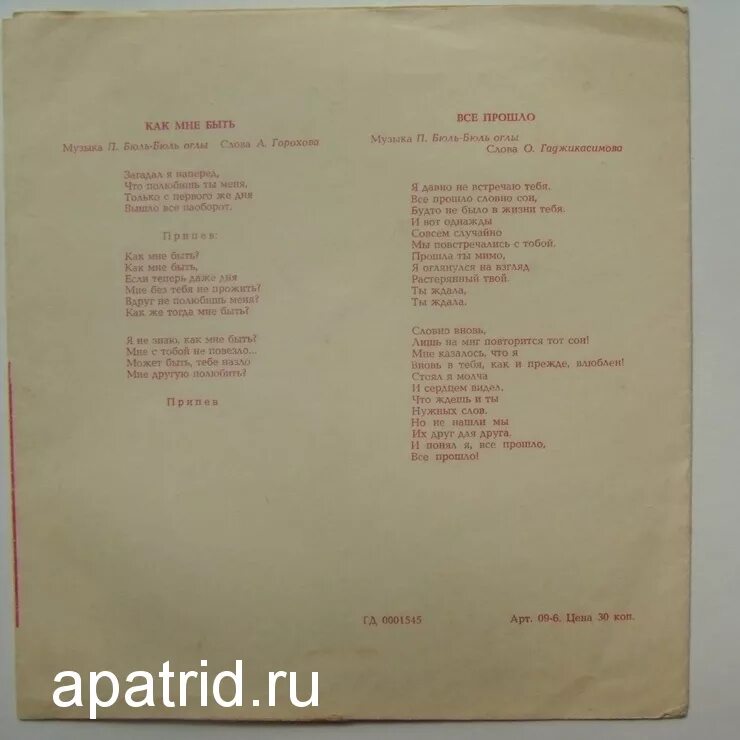 КАК МНЕ БЫТЬ
Музыка П. Бюль-Бюль оглы Слова А. Горохова
Загадал я наперед,
Что полюбишь ты меня,
Только с первого же дня
Вышло все наоборот.
Припев:
Как мне быть?
Как мне быть,
Если теперь даже дня
Мне без тебя не прожить?
Вдруг не полюбишь меня?
Как же тогда мне быть?
Я не знаю, как мне быть?
Мне с тобой не повезло...
Может быть, тебе назло
Мне другую полюбить?
Припев
ВСЕ ПРОШЛО
Музыка П. Бюль-Бюль оглы
Слова О. Гаджикасимова
Я давно не встречаю тебя.
Все прошло словно сон,
Будто не было в жизни тебя.
И вот однажды
Совсем случайно
Мы повстречались с тобой.
Прошла ты мимо,
Я оглянулся на взгляд
Растерянный твой.
Ты ждала,
Ты ждала.
Словно вновь,
Лишь на миг повторится тот сон!
Мне казалось, что я
Вновь в тебя, как и прежде, влюблен!
Стоял я молча
И сердцем видел,
Что ждешь и ты
Нужных слов.
Но не нашли мы
Их друг для друга.
И понял я, все прошло,
Все прошло!
ГД 0001545
Арт. 09-6. Цена 30 коп.
apatrid.ru